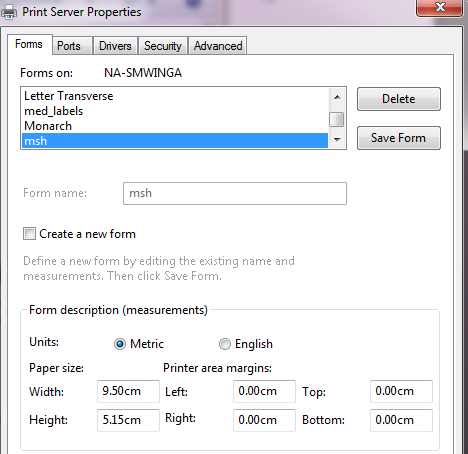 Print Server Properties
Forms Ports Drivers Security Advanced
Forms on: NA-SMWINGA
Letter Transverse
med_labels
Monarch
msh
Delete
Save Form
Form name: msh
Create a new form
Define a new form by editing the existing name and
measurements. Then click Save Form.
Form description (measurements)
Units: Metric English
Paper size: Printer area margins:
Width: 9.50cm Left: 0.00cm Top: 0.00cm
Height: 5.15cm Right: 0.00cm Bottom: 0.00cm